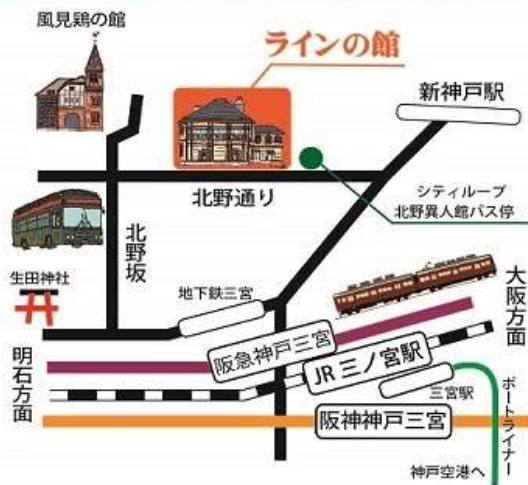 風見鶏の館
ラインの館
新神戸駅
シティループ
北野異人館バス停
北野通り
北野坂
生田神社
地下鉄三宮
大阪方面
阪急神戸三宮
明石方面
JR三ノ宮駅
三宮駅
阪神神戸三宮
ポートライナー
神戸空港へ